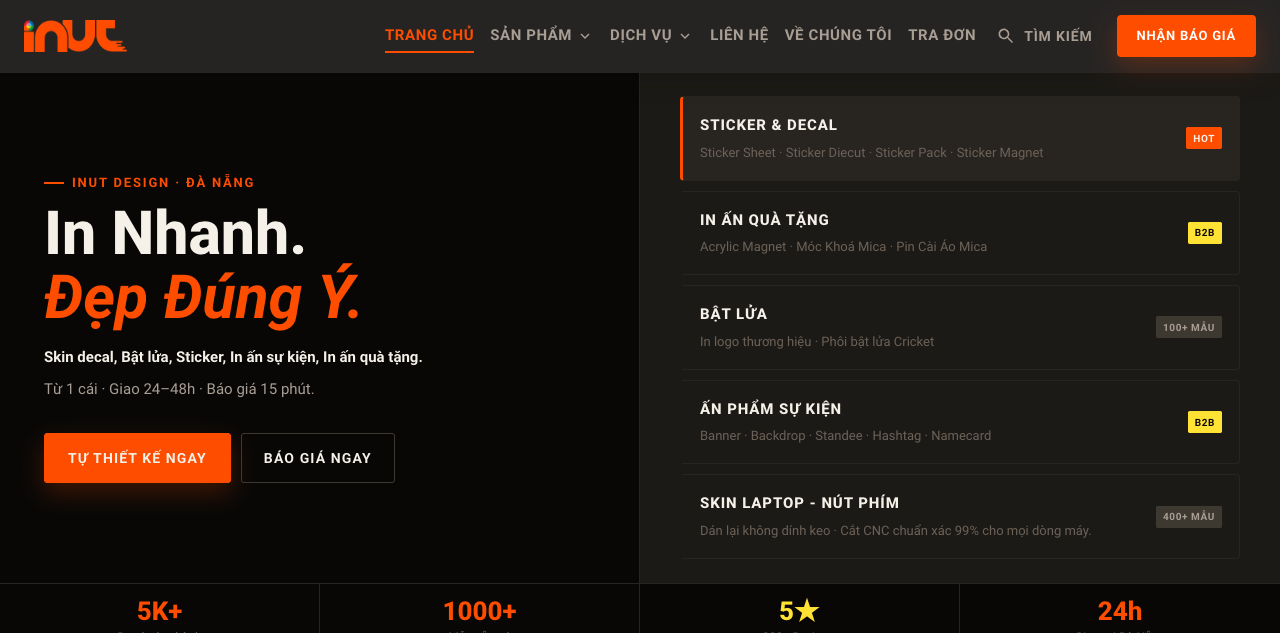 inut
TRANG CHỦ
SẢN PHẨM
DỊCH VỤ
LIÊN HỆ
VỀ CHÚNG TÔI
TRA ĐƠN
TÌM KIẾM
NHẬN BÁO GIÁ
INUT DESIGN · ĐÀ NẴNG
In Nhanh.
Đẹp Đúng Ý.
Skin decal, Bật lửa, Sticker, In ấn sự kiện, In ấn quà tặng.
Từ 1 cái · Giao 24–48h · Báo giá 15 phút.
TỰ THIẾT KẾ NGAY
BÁO GIÁ NGAY
STICKER & DECAL
Sticker Sheet · Sticker Diecut · Sticker Pack · Sticker Magnet
HOT
IN ẤN QUÀ TẶNG
Acrylic Magnet · Móc Khoá Mica · Pin Cài Áo Mica
B2B
BẬT LỬA
In logo thương hiệu · Phôi bật lửa Cricket
100+ MẪU
ẤN PHẨM SỰ KIỆN
Banner · Backdrop · Standee · Hashtag · Namecard
B2B
SKIN LAPTOP - NÚT PHÍM
Dán lại không dính keo · Cắt CNC chuẩn xác 99% cho mọi dòng máy.
400+ MẪU
5K+
1000+
5★
24h